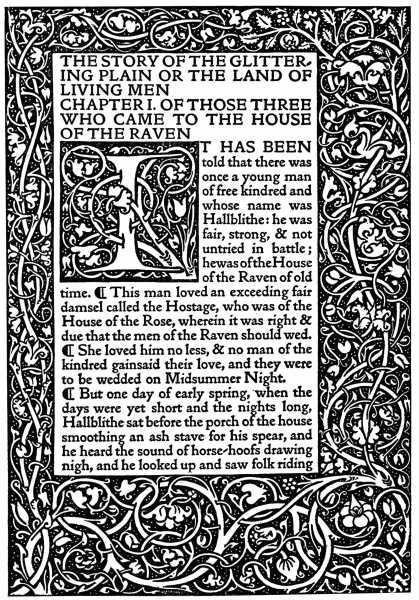 THE STORY OF THE GLITTER-
ING PLAIN OR THE LAND OF
LIVING MEN
CHAPTER I. OF THOSE THREE
WHO CAME TO THE HOUSE
OF THE RAVEN
IT HAS BEEN
told that there was
once a young man
of free kindred and
whose name was
Hallblithe: he was
fair, strong, & not
untried in battle;
he was of the House
of the Raven of old
time. ¶ This man loved an exceeding fair
damsel called the Hostage, who was of the
House of the Rose, wherein it was right &
due that the men of the Raven should wed.
¶ She loved him no less, & no man of the
kindred gainsaid their love, and they were
to be wedded on Midsummer Night.
¶ But one day of early spring, when the
days were yet short and the nights long,
Hallblithe sat before the porch of the house
smoothing an ash stave for his spear, and
he heard the sound of horse-hoofs drawing
nigh, and he looked up and saw folk riding